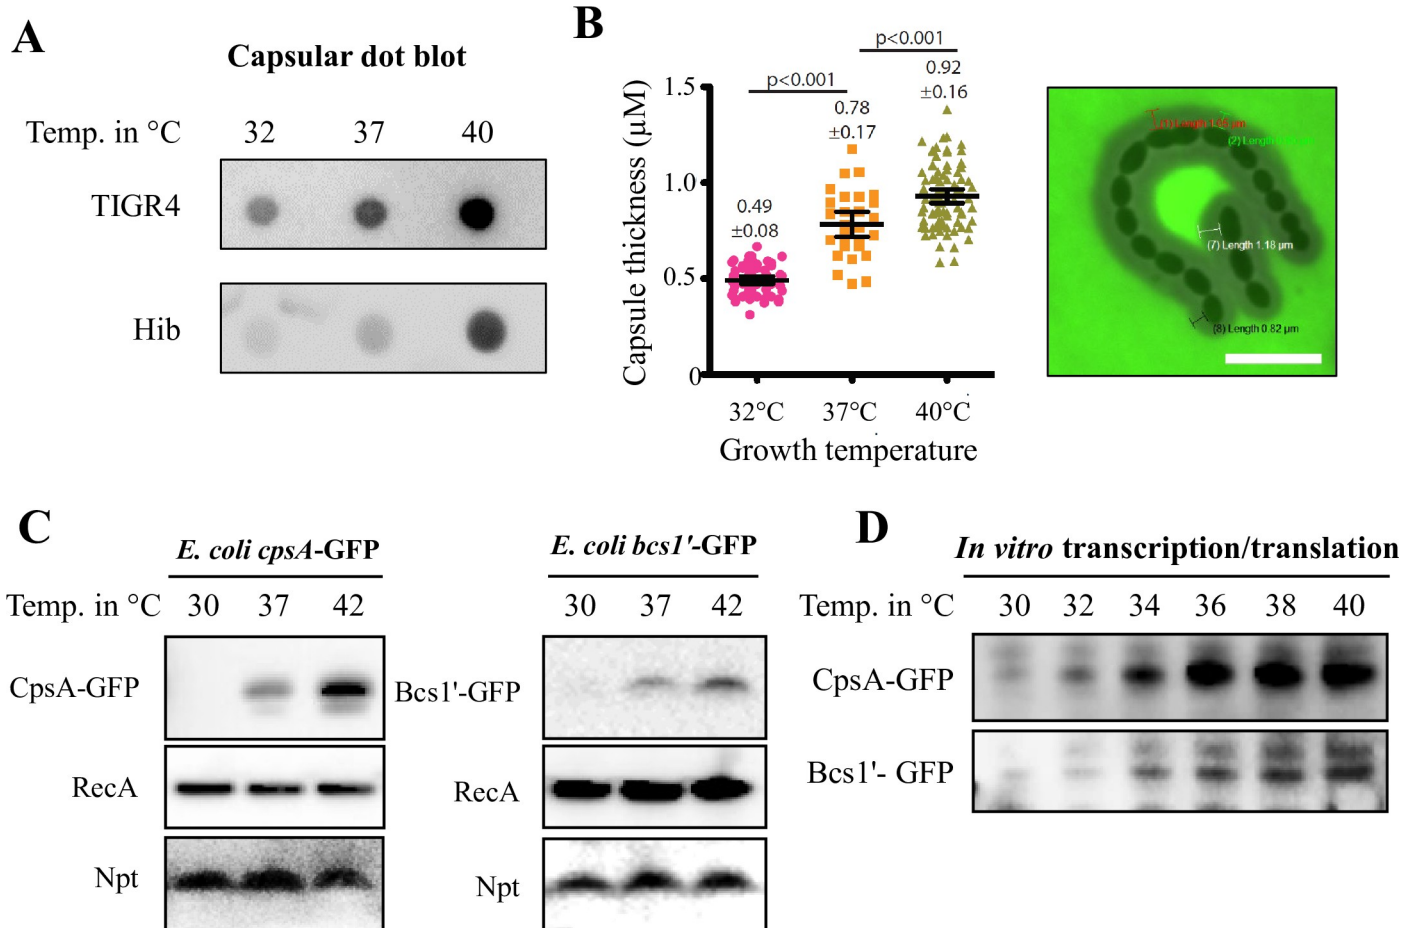 A
Capsular dot blot
Temp. in °C 32 37 40
TIGR4
Hib
B
p<0.001
p<0.001
0.92
±0.16
0.78
±0.17
0.49
±0.08
Capsule thickness (µM)
1.5
1.0
0.5
0
32°C 37°C 40°C
Growth temperature
(1) Length
(2) Length
(7) Length 1.18 µm
(8) Length 0.82 µm
C
E. coli cpsA-GFP
Temp. in °C 30 37 42
CpsA-GFP
RecA
Npt
E. coli bcs1'-GFP
30 37 42
Bcs1'-GFP
RecA
Npt
D
In vitro transcription/translation
Temp. in °C 30 32 34 36 38 40
CpsA-GFP
Bcs1'- GFP